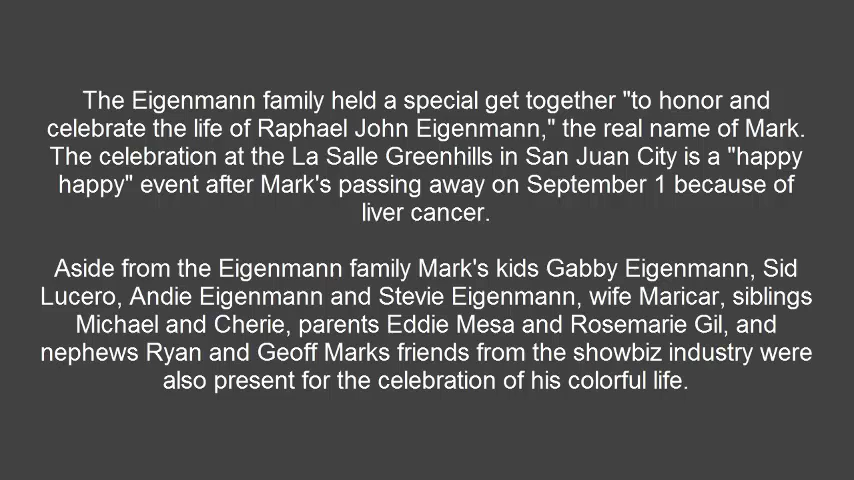 The Eigenmann family held a special get together "to honor and
celebrate the life of Raphael John Eigenmann," the real name of Mark.
The celebration at the La Salle Greenhills in San Juan City is a "happy
happy" event after Mark's passing away on September 1 because of
liver cancer.
Aside from the Eigenmann family Mark's kids Gabby Eigenmann, Sid
Lucero, Andie Eigenmann and Stevie Eigenmann, wife Maricar, siblings
Michael and Cherie, parents Eddie Mesa and Rosemarie Gil, and
nephews Ryan and Geoff Marks friends from the showbiz industry were
also present for the celebration of his colorful life.